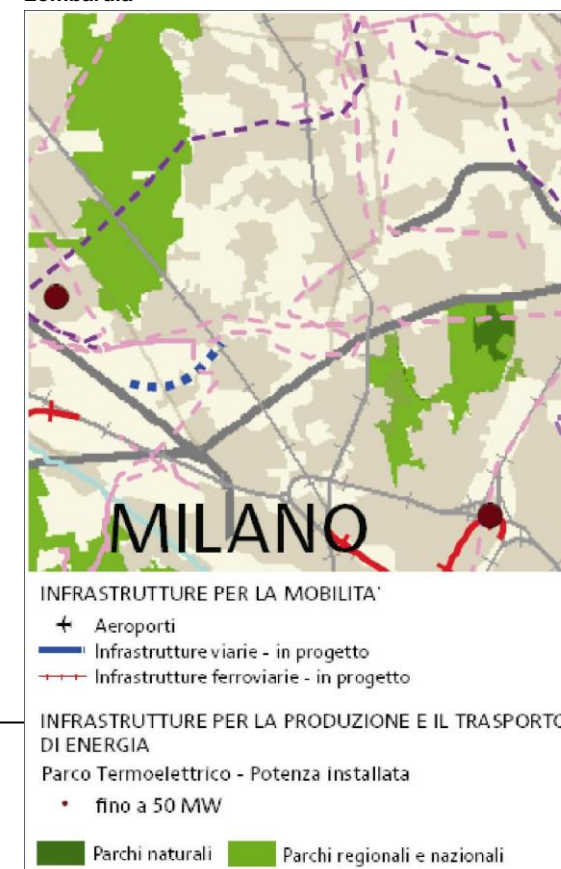 Lombardia
MILANO
INFRASTRUTTURE PER LA MOBILITA'
Aeroporti
Infrastrutture viarie - in progetto
Infrastrutture ferroviarie - in progetto
INFRASTRUTTURE PER LA PRODUZIONE E IL TRASPORTO
DI ENERGIA
Parco Termoelettrico - Potenza installata
fino a 50 MW
Parchi naturali Parchi regionali e nazionali